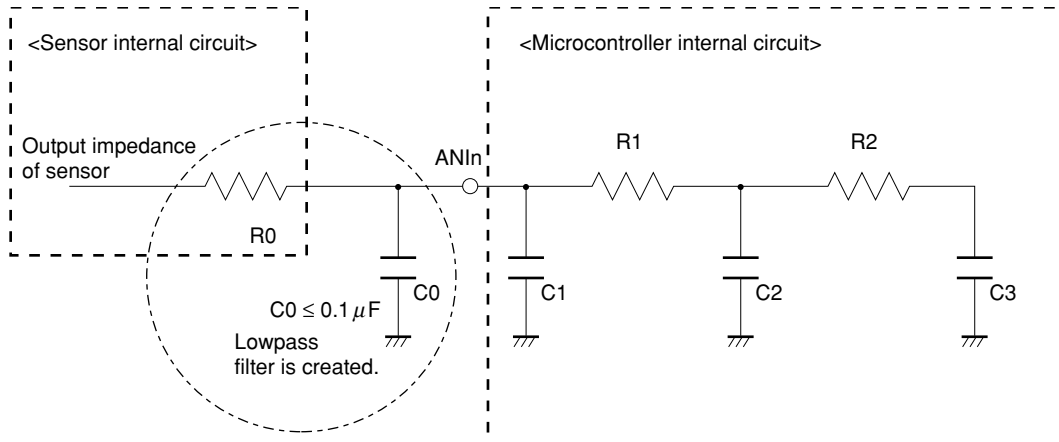 <Sensor internal circuit>
<Microcontroller internal circuit>
Output impedance
of sensor
R0
ANIn
R1
R2
C0
C1
C2
C3
C0 ≤ 0.1 μF
Lowpass
filter is created.